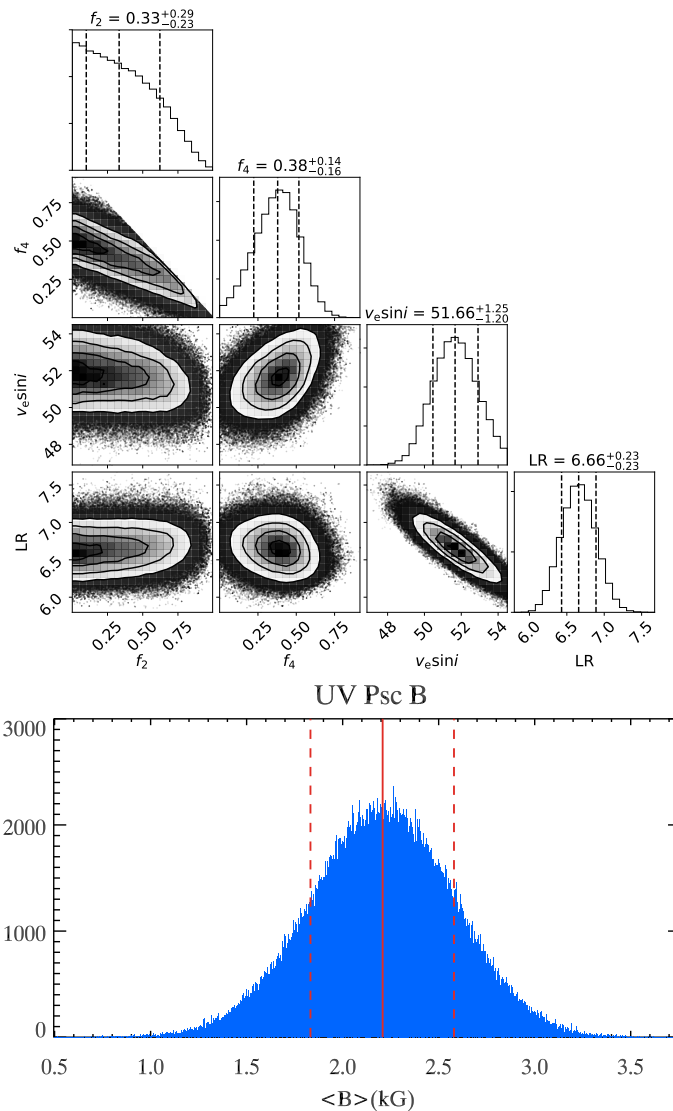 f₂ = 0.33+0.29−0.23
f₄ = 0.38+0.14−0.16
0.75
0.50
0.25
f₄
vₑsini = 51.66+1.25−1.20
54
52
50
48
vₑsini
LR = 6.66+0.23−0.23
7.5
7.0
6.5
6.0
LR
0.25 0.50 0.75 0.25 0.50 0.75 48 50 52 54 6.0 6.5 7.0 7.5
f₂ f₄ vₑsini LR
UV Psc B
3000
2000
1000
0
0.5 1.0 1.5 2.0 2.5 3.0 3.5
<B>(kG)